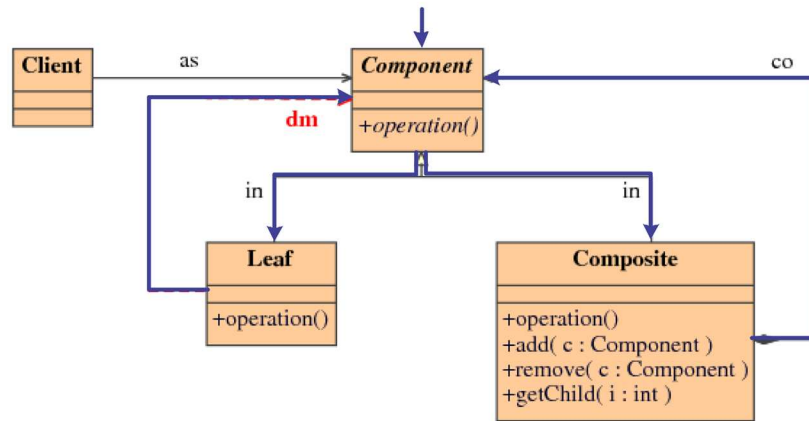 Client
as
Component
co
dm
+operation()
in
in
Leaf
Composite
+operation()
+operation()
+add( c : Component )
+remove( c : Component )
+getChild( i : int )